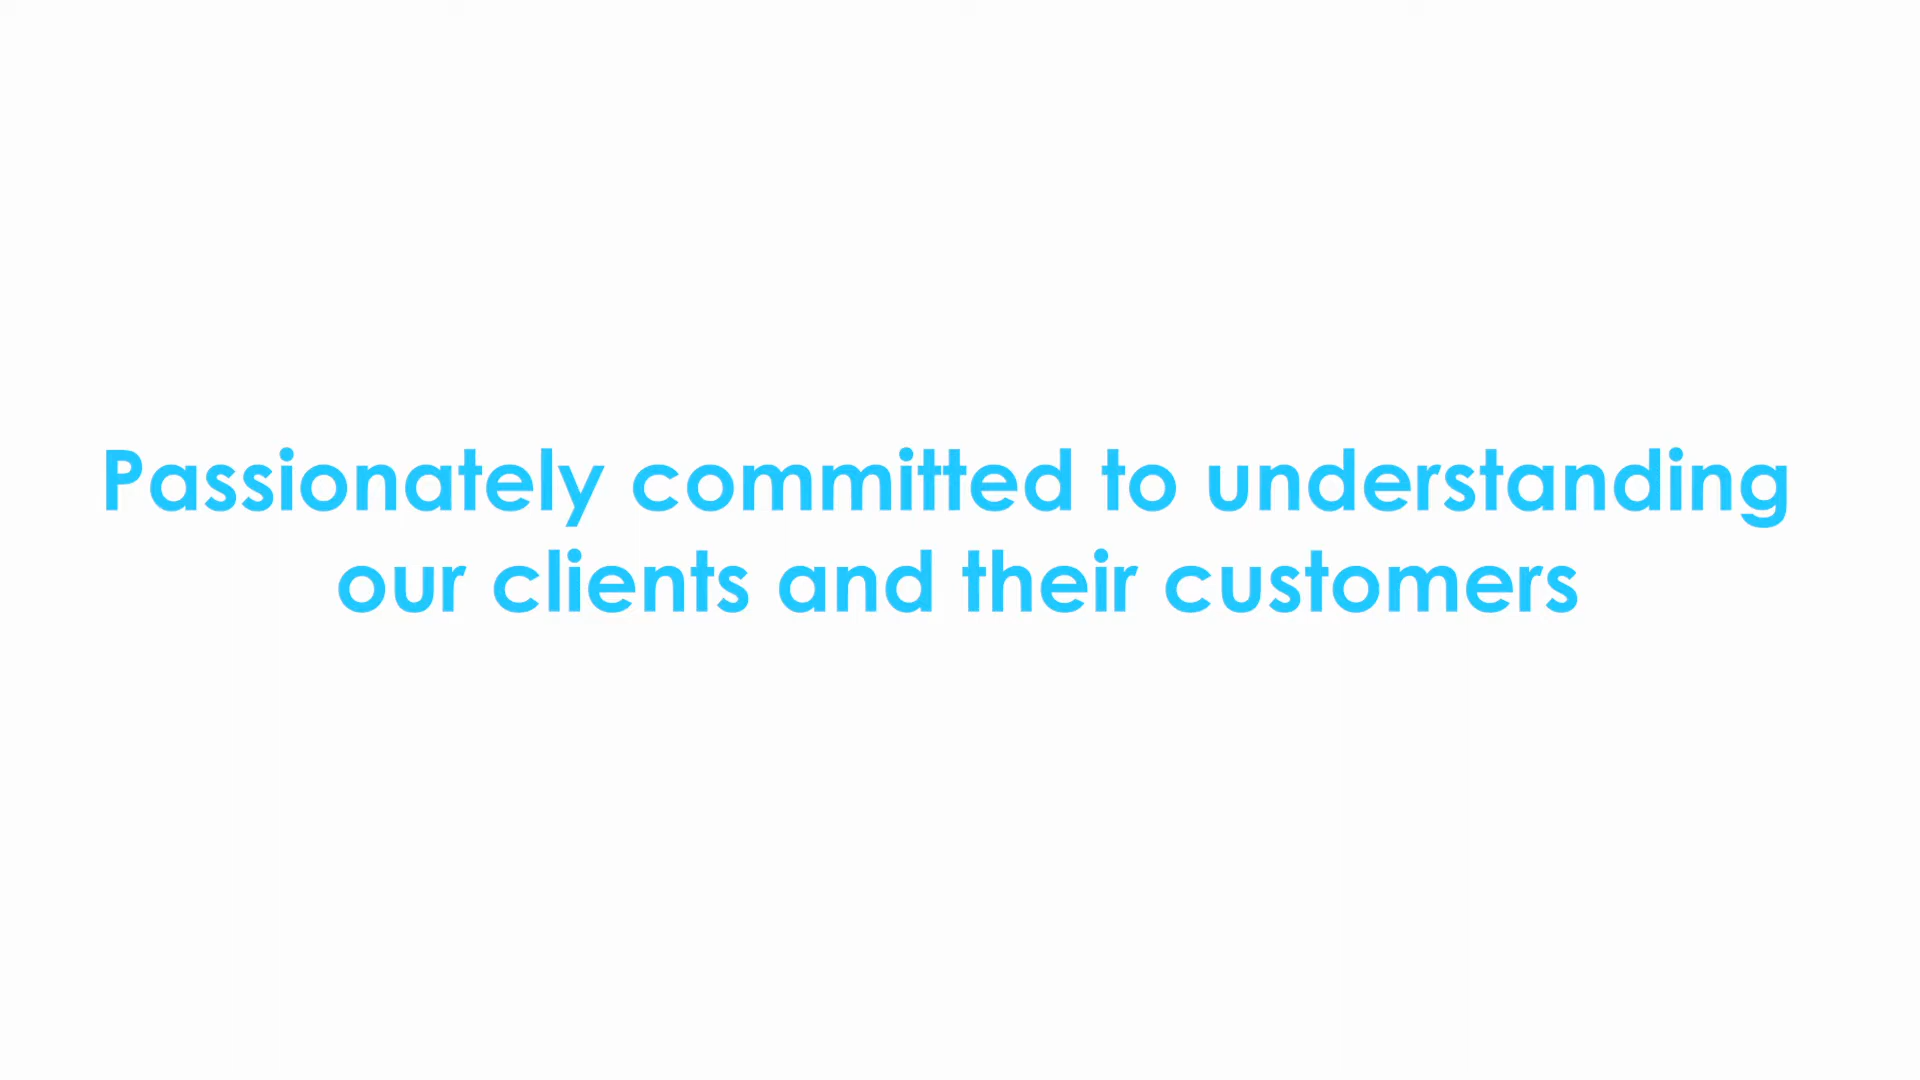 Passionately committed to understanding
our clients and their customers